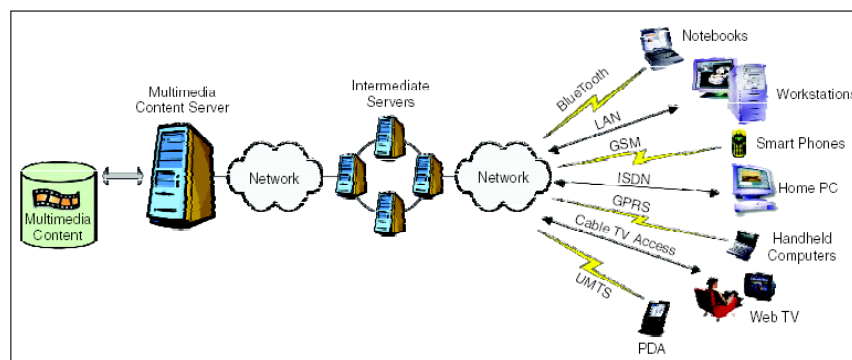 Multimedia
Content Server
Intermediate
Servers
Multimedia
Content
Network
Network
BlueTooth
LAN
GSM
ISDN
GPRS
Cable TV Access
UMTS
Notebooks
Workstations
Smart Phones
Home PC
Handheld
Computers
Web TV
PDA